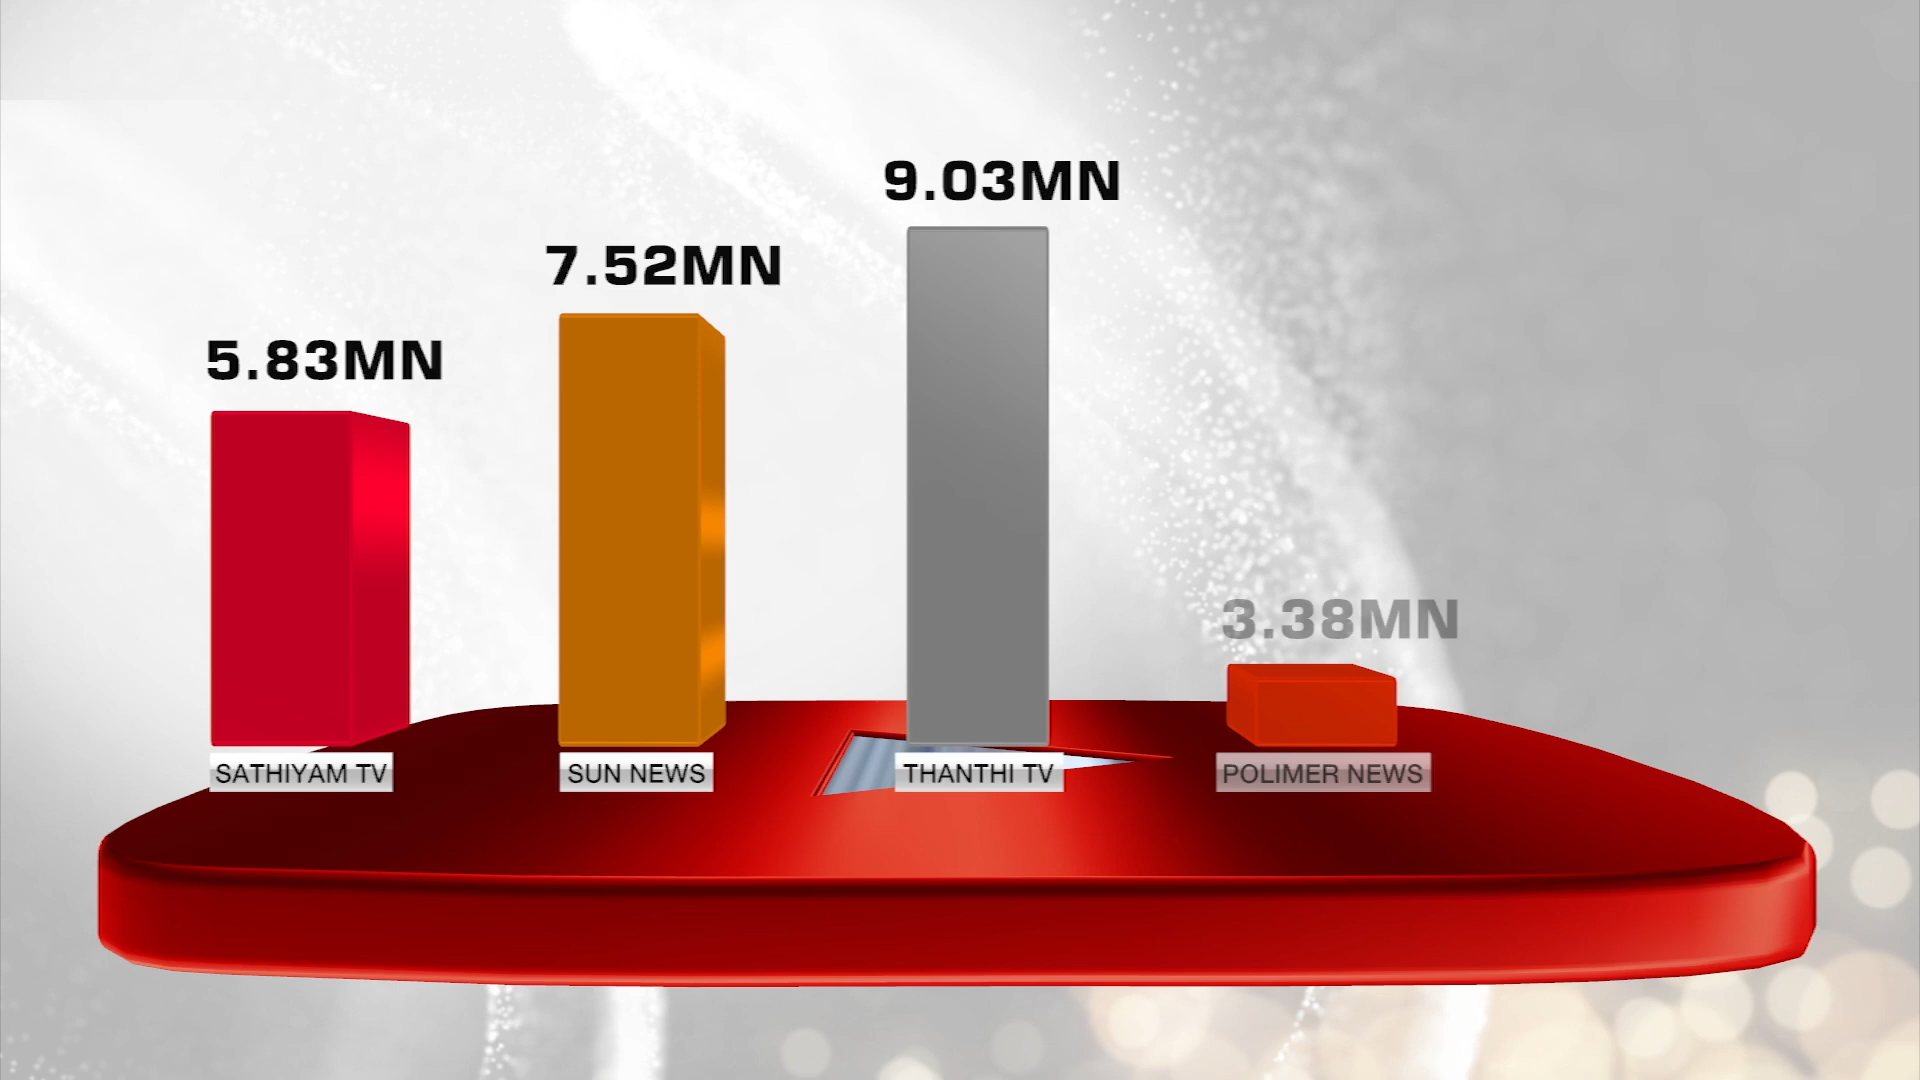 9.03MN
7.52MN
5.83MN
3.38MN
SATHIYAM TV
SUN NEWS
THANTHI TV
POLIMER NEWS